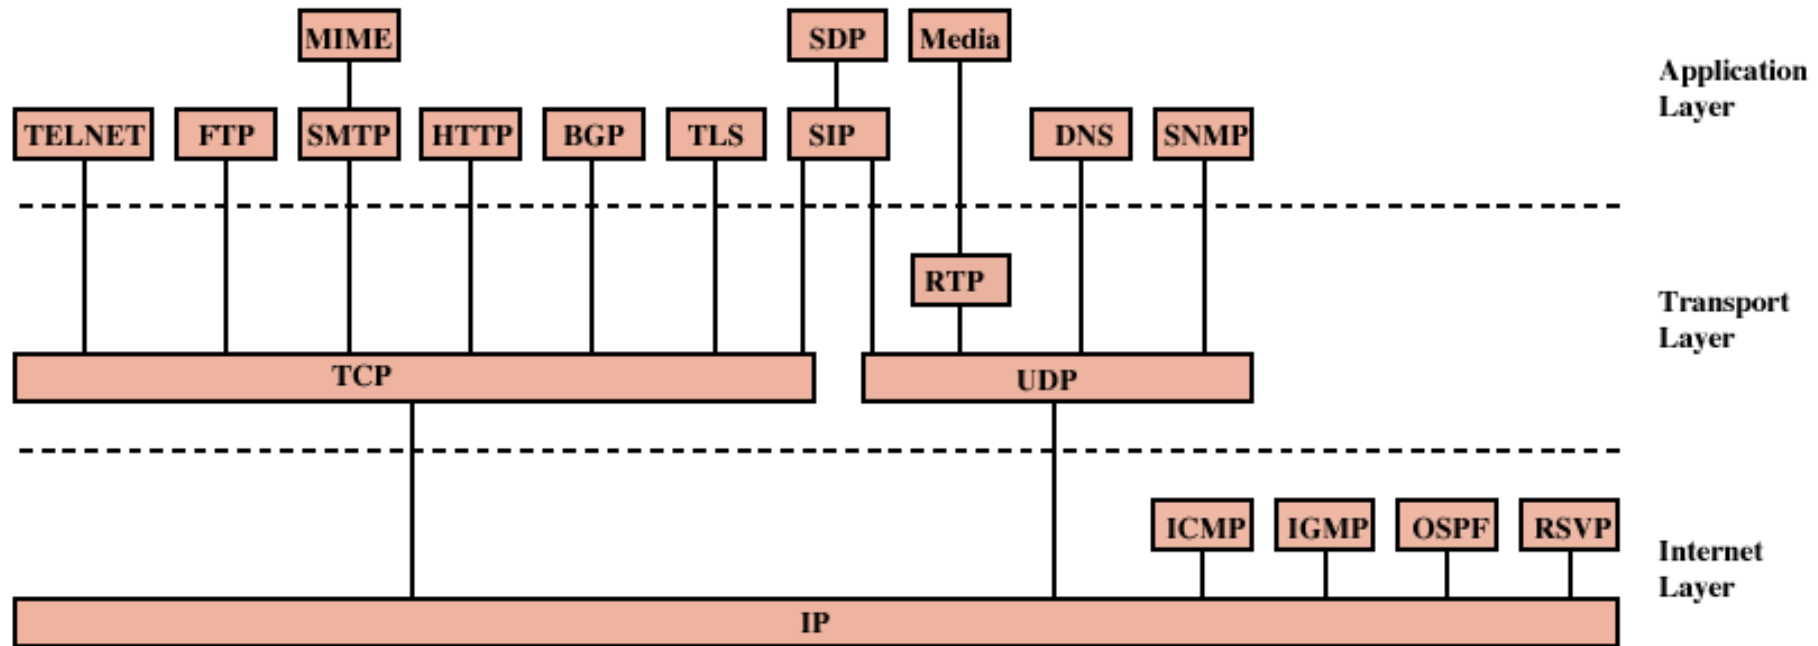 MIME
SDP
Media
Application
Layer
TELNET
FTP
SMTP
HTTP
BGP
TLS
SIP
DNS
SNMP
RTP
Transport
Layer
TCP
UDP
ICMP
IGMP
OSPF
RSVP
Internet
Layer
IP